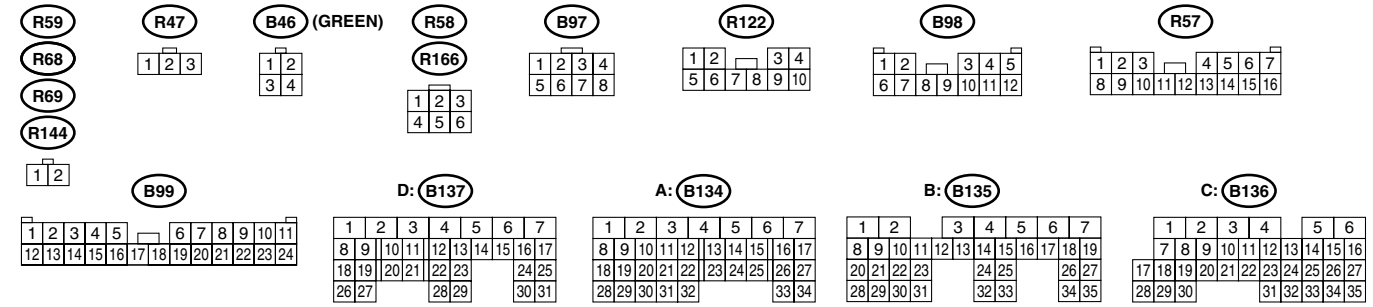 R59 R47 B46 (GREEN) R58 B97 R122 B98 R57
R68 R166
R69
R144
1 2 3
1 2
3 4
1 2 3
4 5 6
1 2 3 4
5 6 7 8
1 2 3 4
5 6 7 8 9 10
1 2 3 4 5
6 7 8 9 10 11 12
1 2 3 4 5 6 7
8 9 10 11 12 13 14 15 16
1 2
B99 D: B137 A: B134 B: B135 C: B136
1 2 3 4 5 6 7 8 9 10 11
12 13 14 15 16 17 18 19 20 21 22 23 24
1 2 3 4 5 6 7
8 9 10 11 12 13 14 15 16 17
18 19 20 21 22 23 24 25
26 27 28 29 30 31
1 2 3 4 5 6 7
8 9 10 11 12 13 14 15 16 17
18 19 20 21 22 23 24 25 26 27
28 29 30 31 32 33 34
1 2 3 4 5 6 7
8 9 10 11 12 13 14 15 16 17 18 19
20 21 22 23 24 25 26 27
28 29 30 31 32 33 34 35
1 2 3 4 5 6
7 8 9 10 11 12 13 14 15 16
17 18 19 20 21 22 23 24 25 26 27
28 29 30 31 32 33 34 35